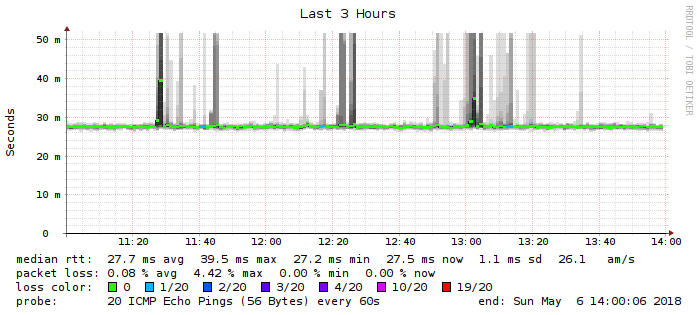 Last 3 Hours
RRDTOOL / TOBI OETIKER
Seconds
50 m
40 m
30 m
20 m
10 m
0
11:20 11:40 12:00 12:20 12:40 13:00 13:20 13:40 14:00
median rtt: 27.7 ms avg 39.5 ms max 27.2 ms min 27.5 ms now 1.1 ms sd 26.1 am/s
packet loss: 0.08 % avg 4.42 % max 0.00 % min 0.00 % now
loss color: 0 1/20 2/20 3/20 4/20 10/20 19/20
probe: 20 ICMP Echo Pings (56 Bytes) every 60s end: Sun May 6 14:00:06 2018